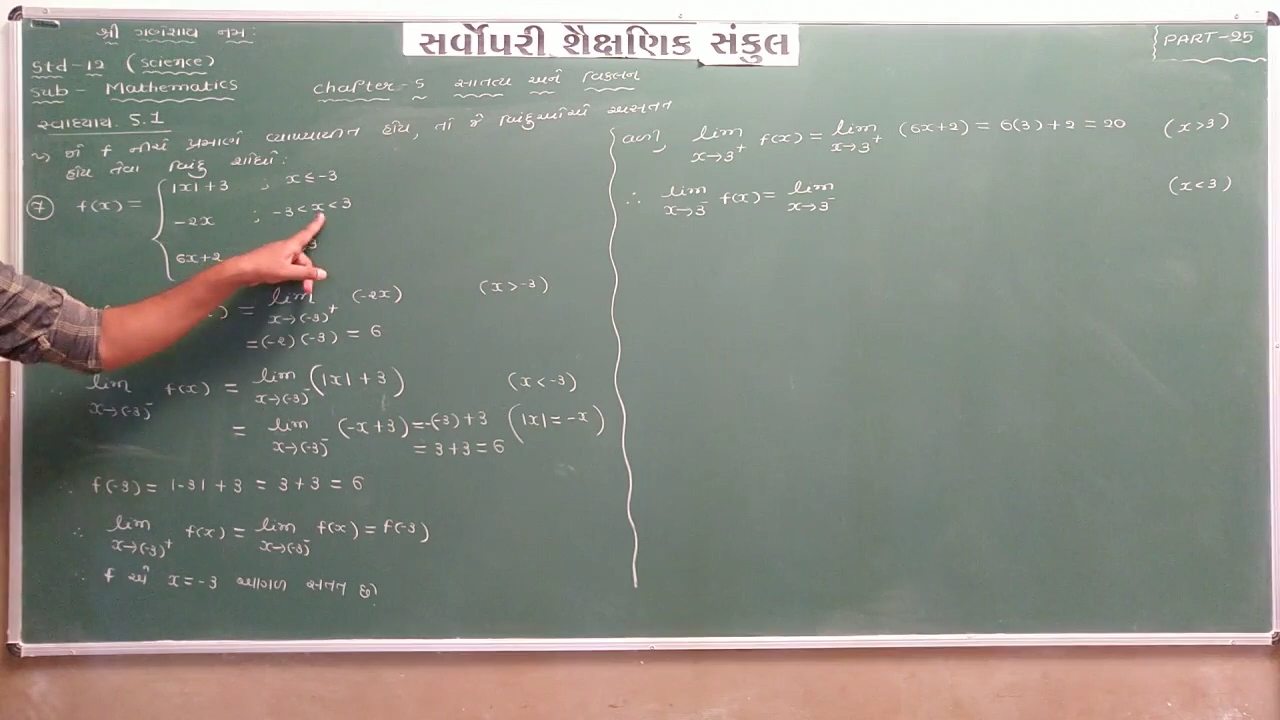 શ્રી ગણેશાય નમ:
સર્વોપરી શૈક્ષણિક સંકુલ
PART-25
Std-12 (Science)
Sub- Mathematics
Chapter-5 સાતત્ય અને વિકલન
સ્વાધ્યાય 5.1
જો f નીચે પ્રમાણે વ્યાખ્યાયીત હોય, તો જે બિંદુઓએ અસતત
હોય તેવા બિંદુ શોધો:
7 f(x) = { |x|+3 ; x ≤ -3
-2x ; -3 < x < 3
6x+2 3
) = lim x→(-3)⁺ (-2x) (x > -3)
= (-2)(-3) = 6
lim x→(-3)⁻ f(x) = lim x→(-3)⁻ (|x|+3) (x < -3)
= lim x→(-3)⁻ (-x+3) = -(-3)+3 (|x| = -x)
= 3+3 = 6
∴ f(-3) = |-3|+3 = 3+3 = 6
∴ lim x→(-3)⁺ f(x) = lim x→(-3)⁻ f(x) = f(-3)
∴ f એ x = -3 આગળ સતત છે.
હવે, lim x→3⁺ f(x) = lim x→3⁺ (6x+2) = 6(3)+2 = 20 (x>3)
∴ lim x→3⁻ f(x) = lim x→3⁻ (x<3)